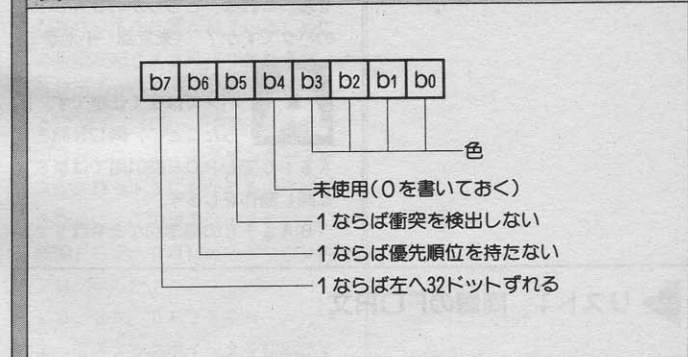 b7 b6 b5 b4 b3 b2 b1 b0
色
未使用(0を書いておく)
1ならば衝突を検出しない
1ならば優先順位を持たない
1ならば左へ32ドットずれる